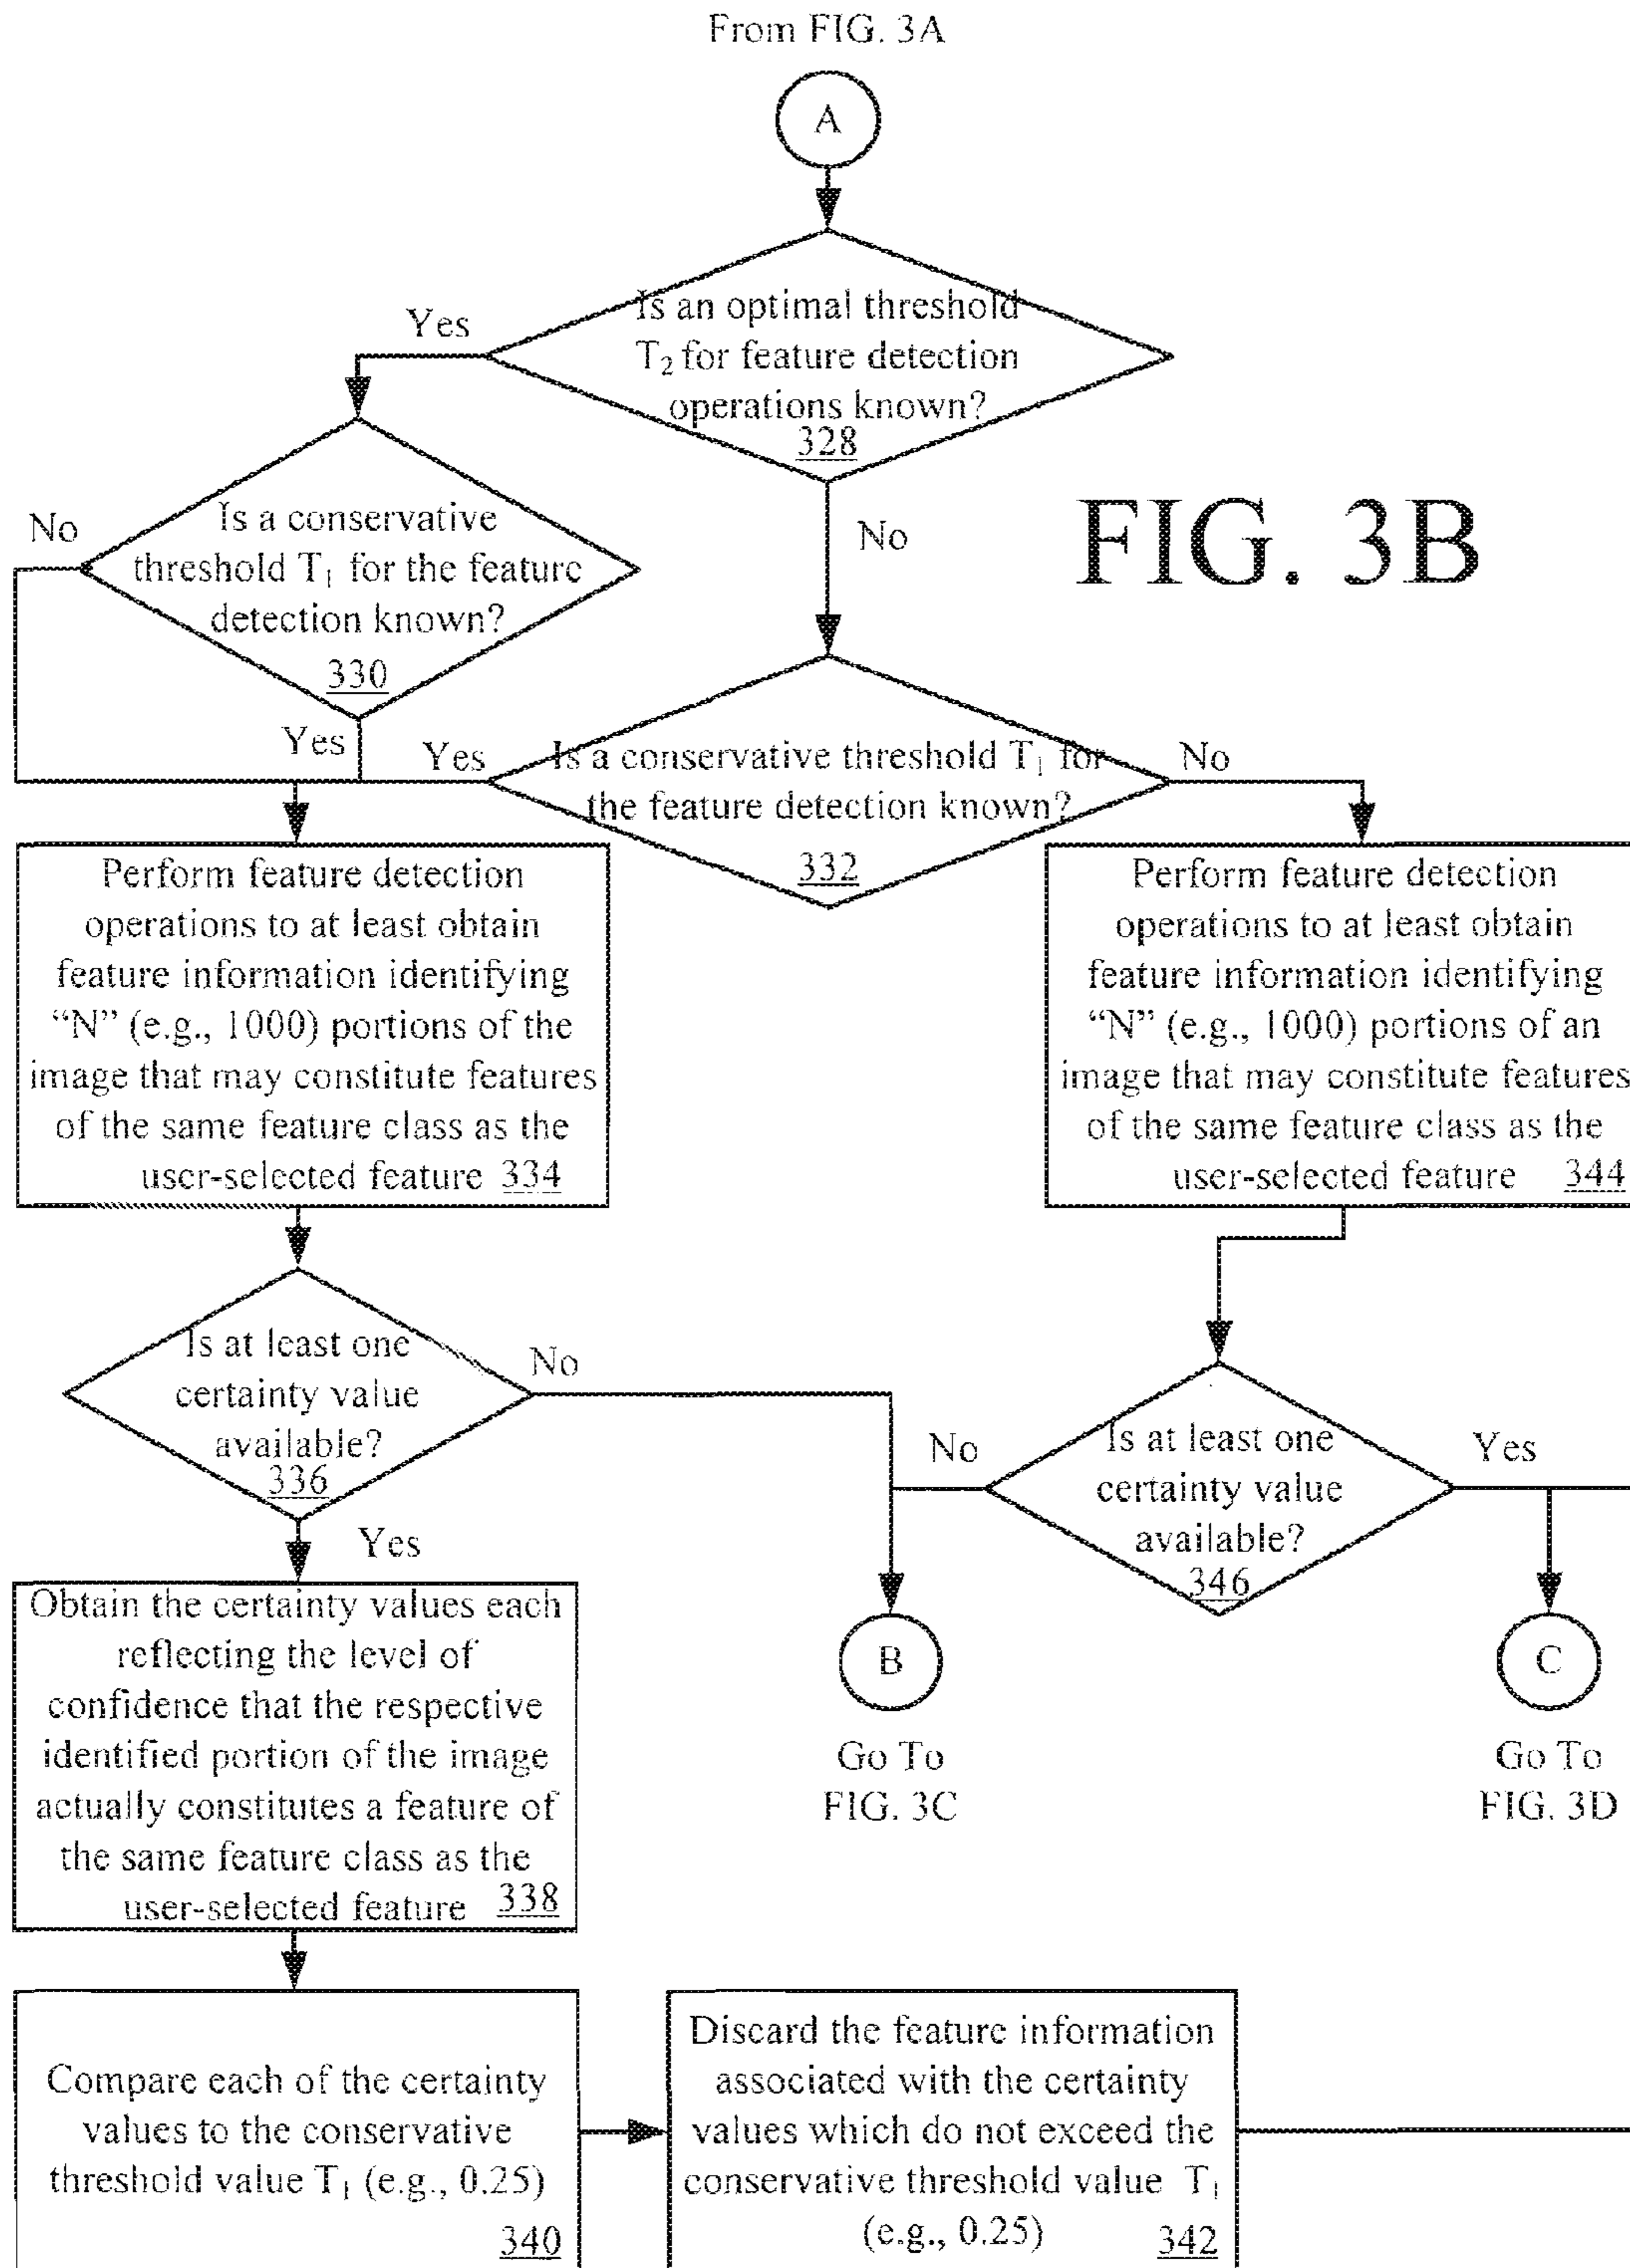 From FIG. 3A
A
Is an optimal threshold
T₂ for feature detection
operations known?
328
Yes
No
FIG. 3B
Is a conservative
threshold T₁ for the feature
detection known?
330
No
Yes
Is a conservative threshold T₁ for
the feature detection known?
332
Yes
No
Perform feature detection
operations to at least obtain
feature information identifying
“N” (e.g., 1000) portions of the
image that may constitute features
of the same feature class as the
user-selected feature 334
Perform feature detection
operations to at least obtain
feature information identifying
“N” (e.g., 1000) portions of an
image that may constitute features
of the same feature class as the
user-selected feature 344
Is at least one
certainty value
available?
336
No
Yes
Is at least one
certainty value
available?
346
No
Yes
B
Go To
FIG. 3C
C
Go To
FIG. 3D
Obtain the certainty values each
reflecting the level of
confidence that the respective
identified portion of the image
actually constitutes a feature of
the same feature class as the
user-selected feature 338
Compare each of the certainty
values to the conservative
threshold value T₁ (e.g., 0.25)
340
Discard the feature information
associated with the certainty
values which do not exceed the
conservative threshold value T₁
(e.g., 0.25) 342